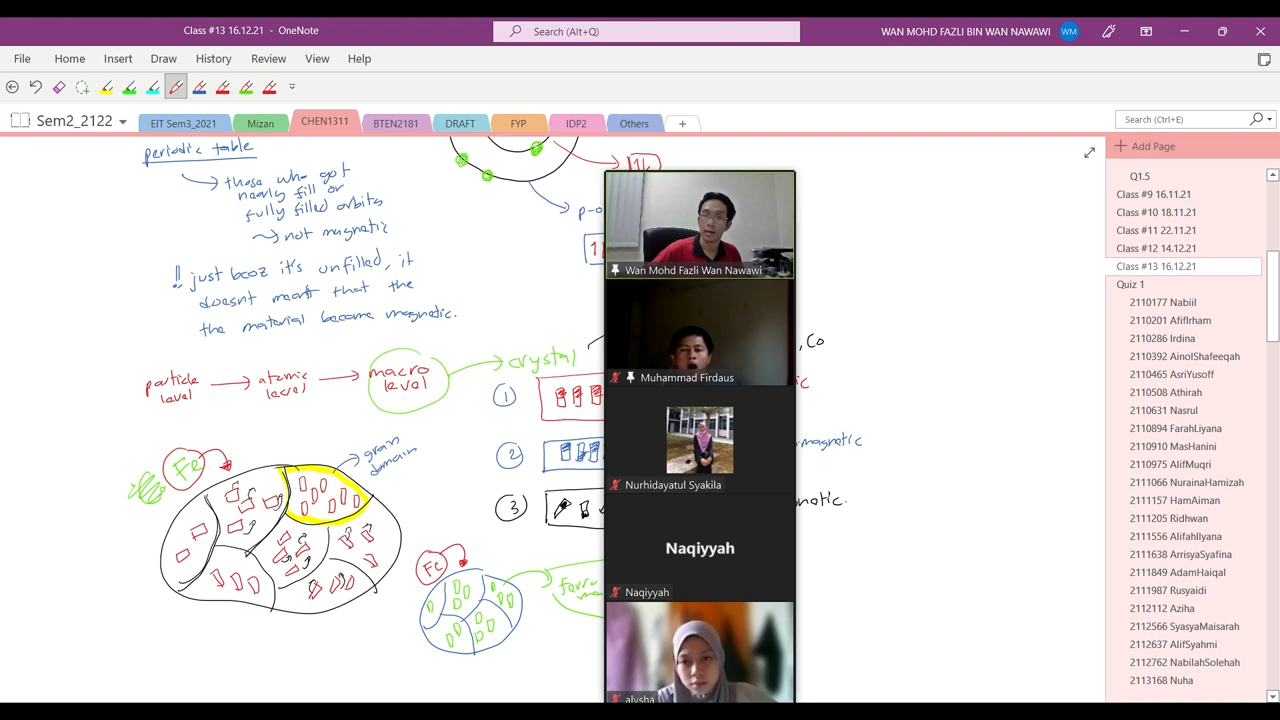 Class #13 16.12.21 - OneNote
Search (Alt+Q)
WAN MOHD FAZLI BIN WAN NAWAWI
WM
File Home Insert Draw History View Help
Sem2_2122
EIT Sem3_2021
Mizan
CHEN1311
BTEN2181
DRAFT
FYP
IDP2
Others
+
Search (Ctrl+E)
periodic table
those who got
nearly fill or
fully filled orbits
not magnetic
!! just becoz it's unfilled, it
that the
the material become magnetic.
particle
level
atomic
level
macro
level
crystal
, Co
1
2
3
magnetic
Fe
grain
domain
Fe
p-o
Wan Mohd Fazli Wan Nawawi
Muhammad Firdaus
Nurhidayatul Syakila
Naqiyyah
Naqiyyah
alysha
Add Page
Q1.5
Class #9 16.11.21
Class #10 18.11.21
Class #11 22.11.21
Class #12 14.12.21
Class #13 16.12.21
Quiz 1
2110177 Nabiil
2110201 AfifIrham
2110286 Irdina
2110392 AinolShafeeqah
2110465 AsriYusoff
2110508 Athirah
2110631 Nasrul
2110894 FarahLiyana
2110910 MasHanini
2110975 AlifMuqri
2111066 NurainaHamizah
2111157 HamAiman
2111205 Ridhwan
2111556 AlifahIlyana
2111638 ArrisyaSyafina
2111849 AdamHaiqal
2111987 Rusyaidi
2112112 Aziha
2112566 SyasyaMaisarah
2112637 AlifSyahmi
2112762 NabilahSolehah
2113168 Nuha